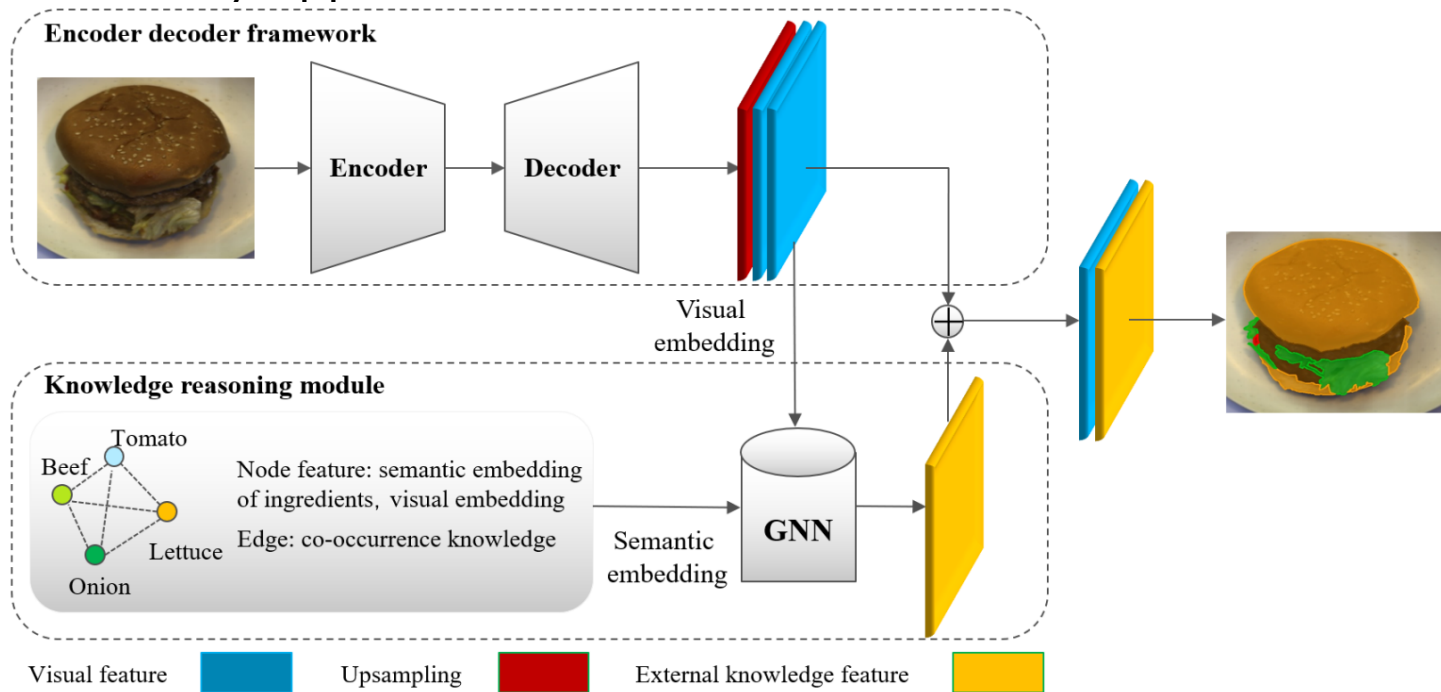 Encoder decoder framework
Encoder
Decoder
Visual
embedding
Knowledge reasoning module
Tomato
Beef
Lettuce
Onion
Node feature: semantic embedding
of ingredients, visual embedding
Edge: co-occurrence knowledge
Semantic
embedding
GNN
Visual feature
Upsampling
External knowledge feature